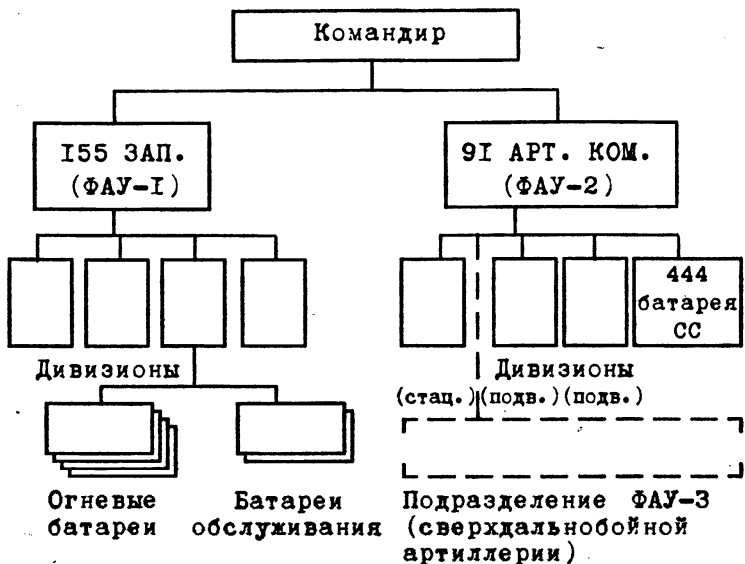 Командир
I55 ЗАП.
(ФАУ-I)
9I АРТ. КОМ.
(ФАУ-2)
444
батарея
СС
Дивизионы
Дивизионы
(стац.)(подв.)(подв.)
Огневые
батареи
Батареи
обслуживания
Подразделение ФАУ-3
(сверхдальнобойной
артиллерии)